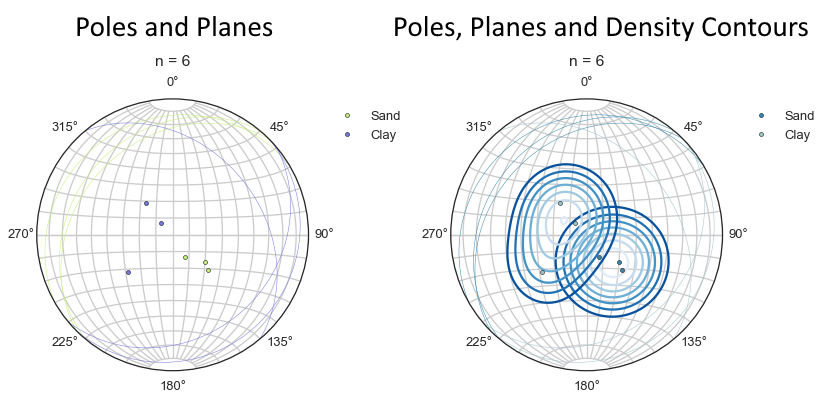 Poles and Planes
n = 6
0°
315°
45°
270°
90°
225°
135°
180°
Sand
Clay
Poles, Planes and Density Contours
n = 6
0°
315°
45°
270°
90°
225°
135°
180°
Sand
Clay